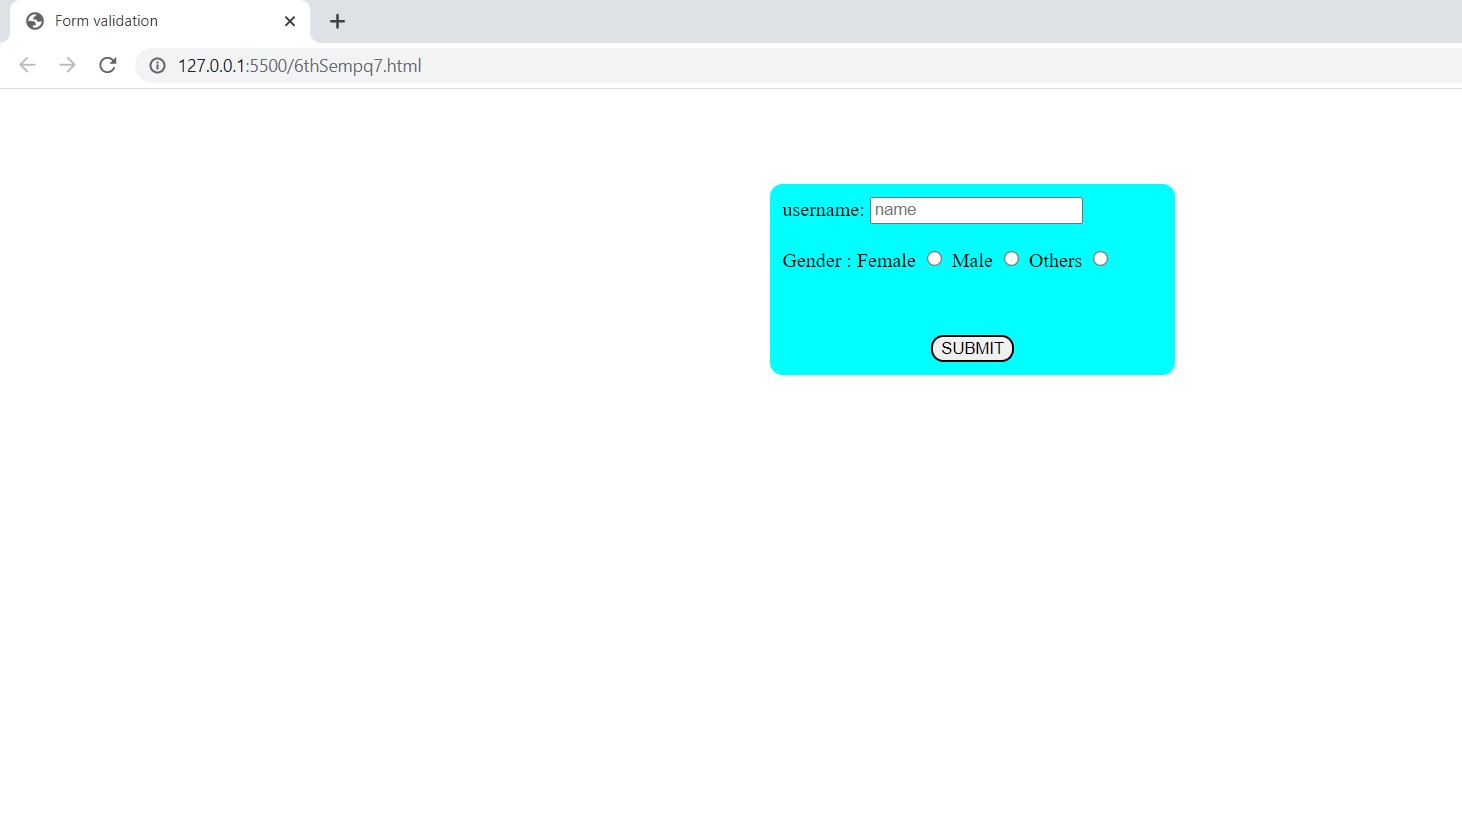 Form validation
127.0.0.1:5500/6thSempq7.html
username: name
Gender : Female Male Others
SUBMIT